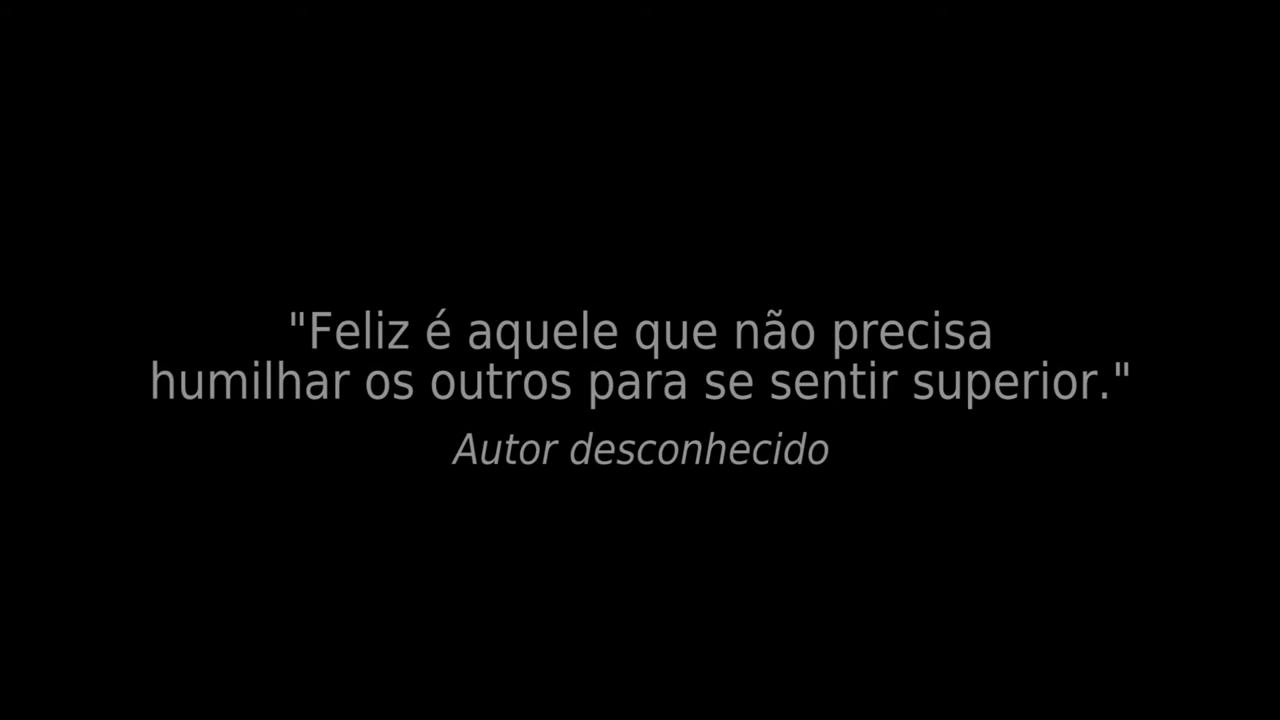 "Feliz é aquele que não precisa
humilhar os outros para se sentir superior."
Autor desconhecido